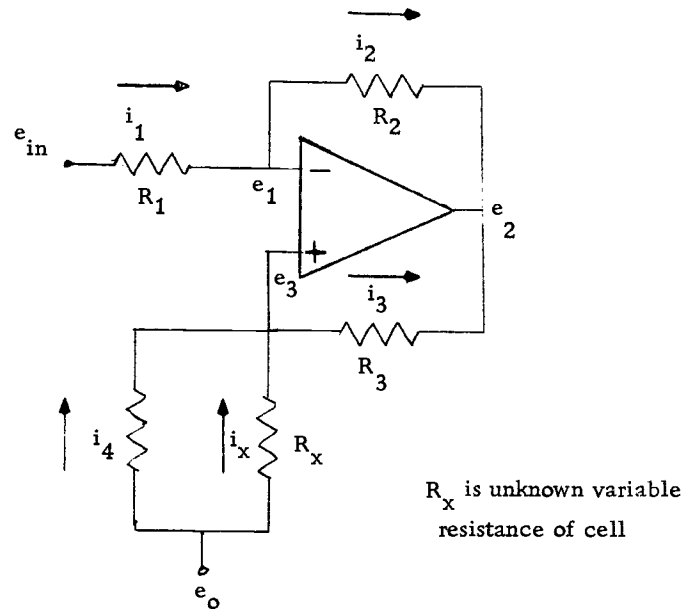 i2
R2
i1
ein
R1
e1
−
e2
+
e3
i3
R3
i4
ix
Rx
Rx is unknown variable
resistance of cell
eo